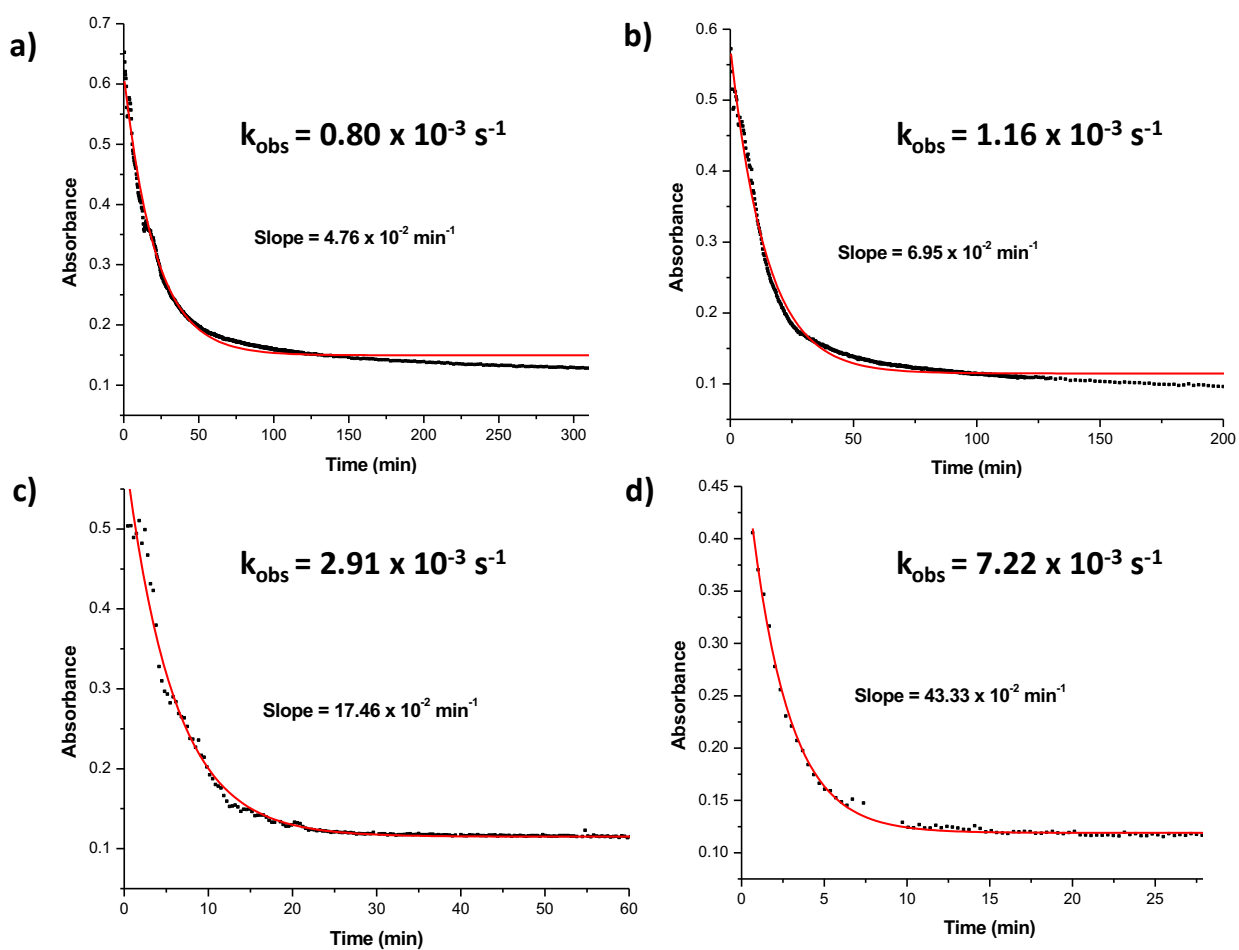 a)
0.7
0.6
0.5
0.4
0.3
0.2
0.1
Absorbance
k_obs = 0.80 x 10^-3 s^-1
Slope = 4.76 x 10^-2 min^-1
0 50 100 150 200 250 300
Time (min)
b)
0.6
0.5
0.4
0.3
0.2
0.1
Absorbance
k_obs = 1.16 x 10^-3 s^-1
Slope = 6.95 x 10^-2 min^-1
0 50 100 150 200
Time (min)
c)
0.5
0.4
0.3
0.2
0.1
Absorbance
k_obs = 2.91 x 10^-3 s^-1
Slope = 17.46 x 10^-2 min^-1
0 10 20 30 40 50 60
Time (min)
d)
0.45
0.40
0.35
0.30
0.25
0.20
0.15
0.10
Absorbance
k_obs = 7.22 x 10^-3 s^-1
Slope = 43.33 x 10^-2 min^-1
0 5 10 15 20 25
Time (min)